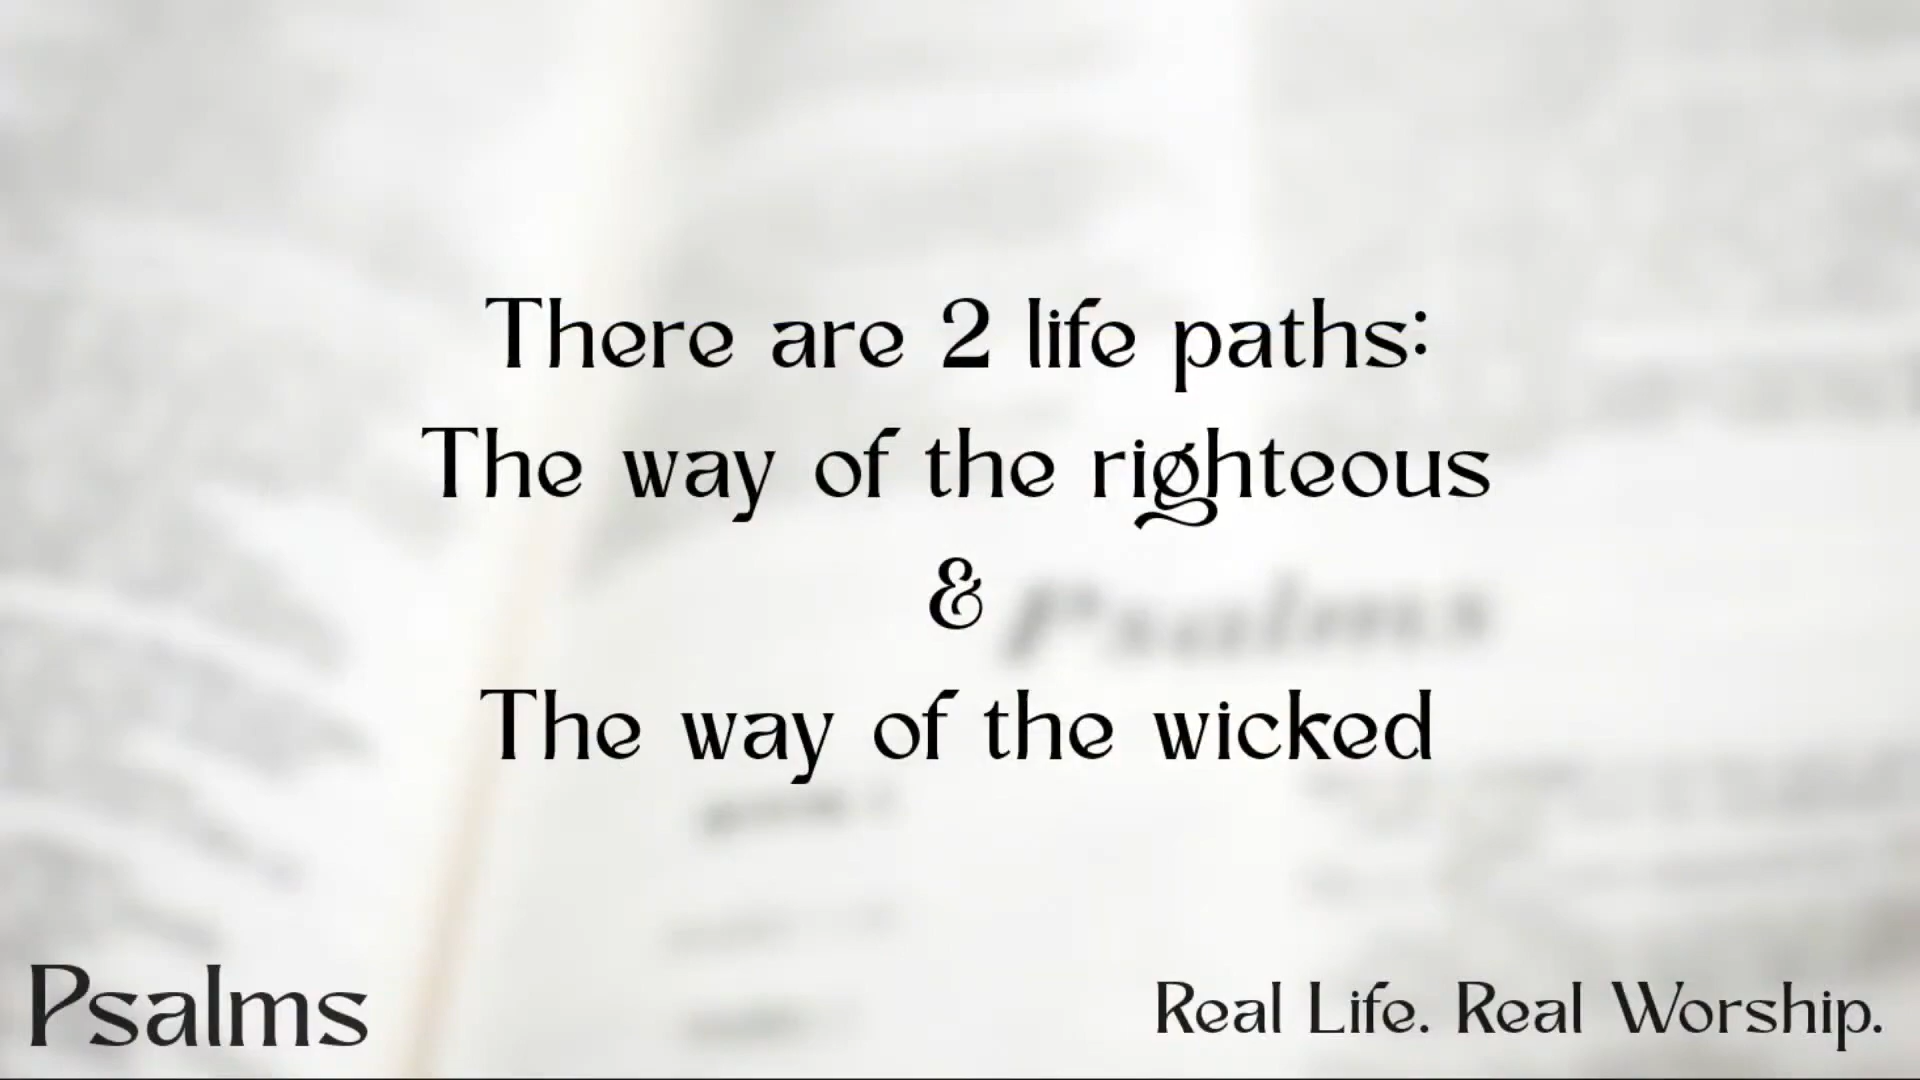 There are 2 life paths:
The way of the righteous
&
Psalms
The way of the wicked
Psalms
Real Life. Real Worship.